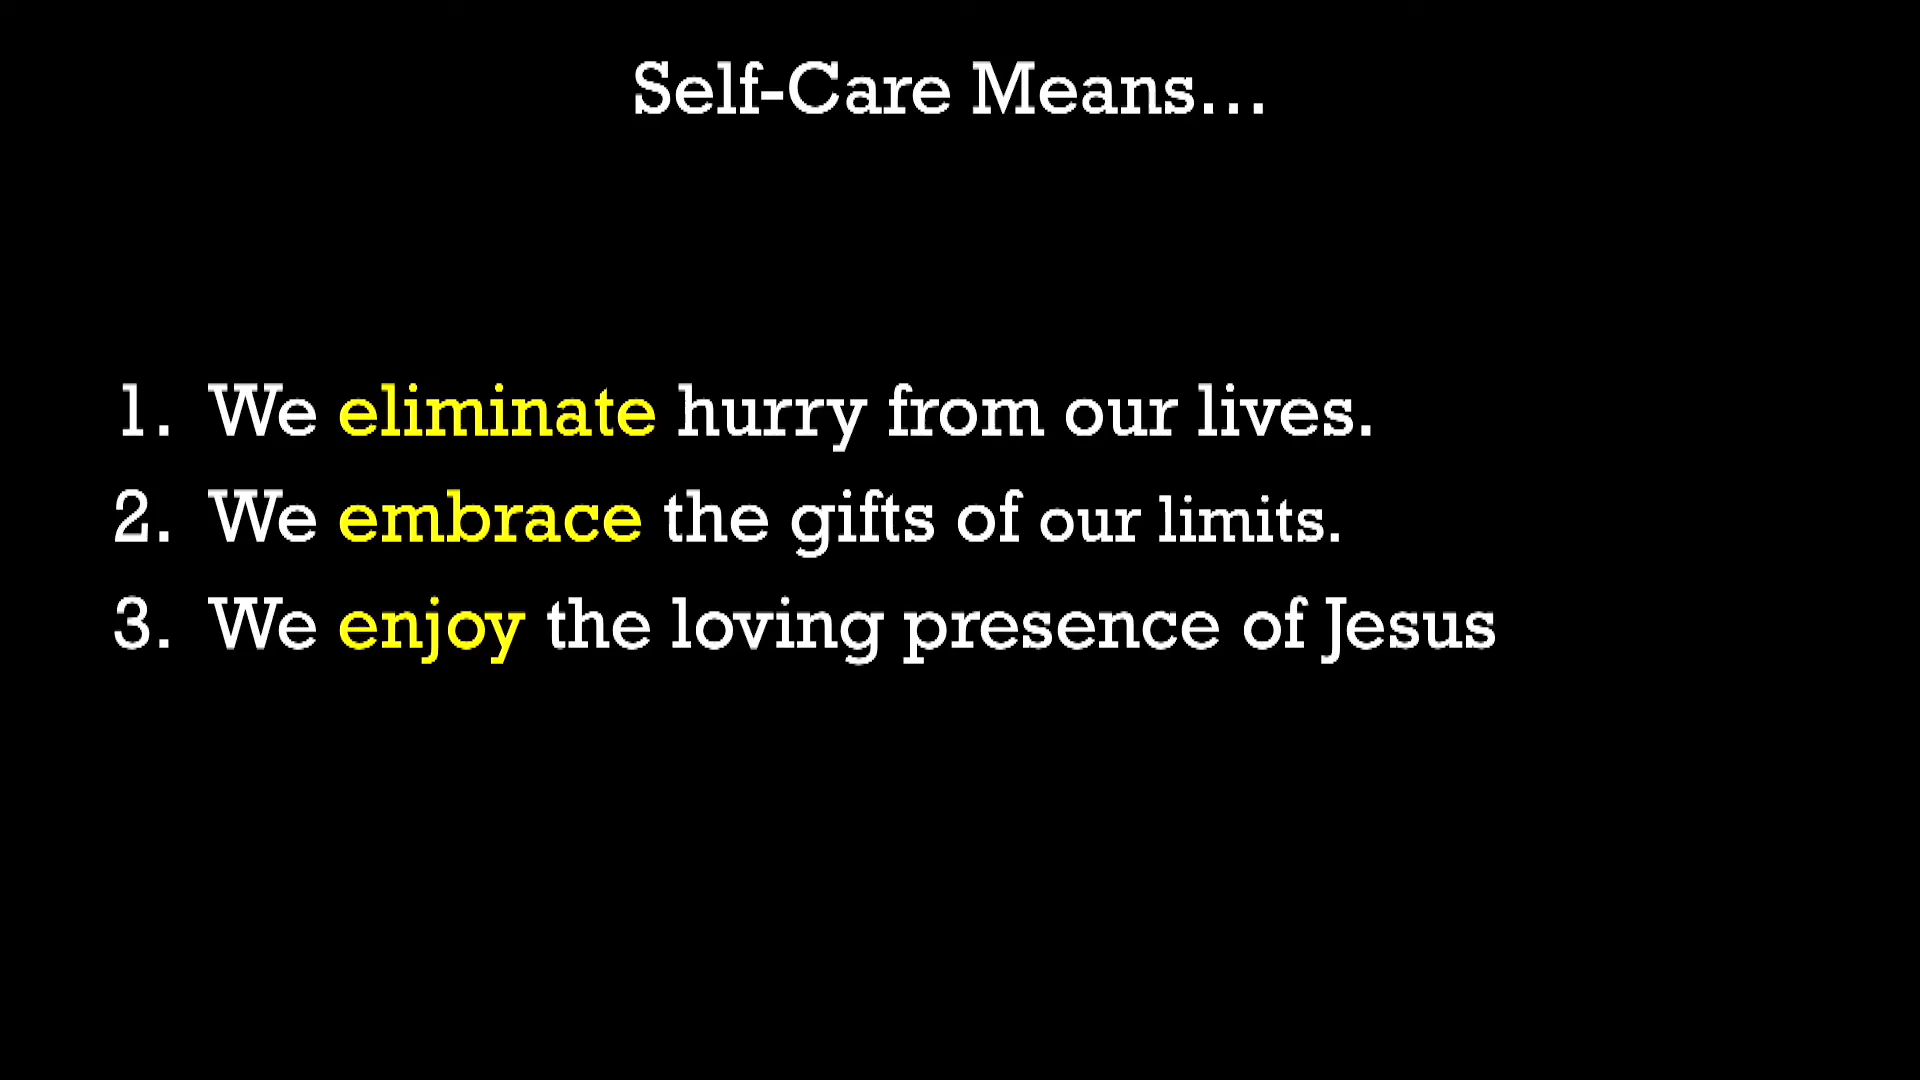 Self-Care Means...
1. We eliminate hurry from our lives.
2. We embrace the gifts of our limits.
3. We enjoy the loving presence of Jesus